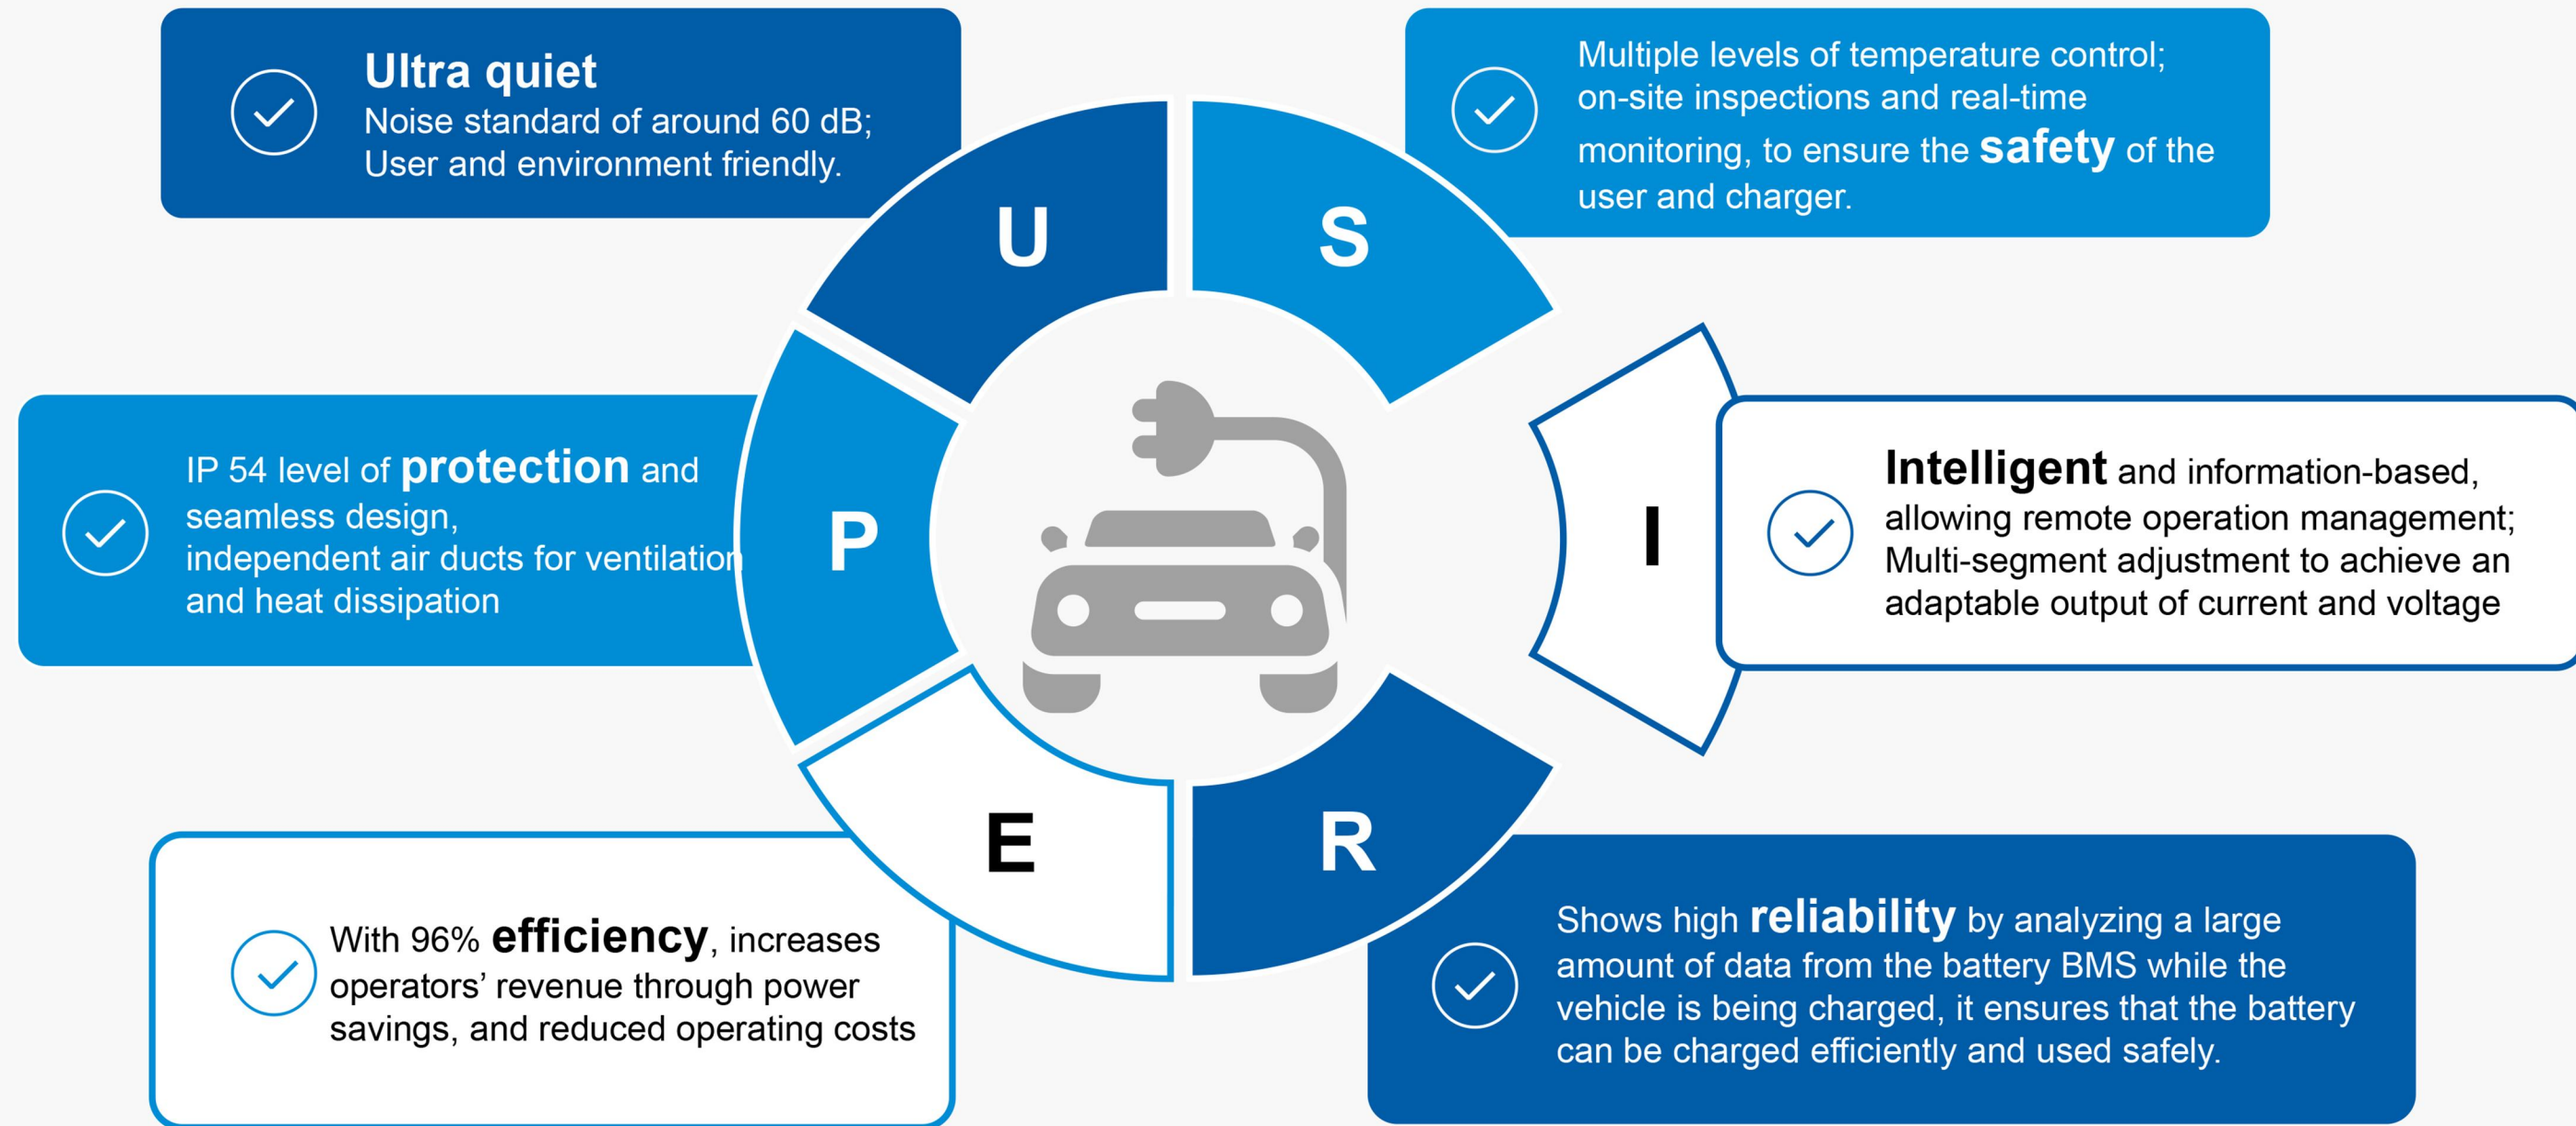 Ultra quiet
Noise standard of around 60 dB;
User and environment friendly.
U
S
Multiple levels of temperature control;
on-site inspections and real-time
monitoring, to ensure the safety of the
user and charger.
IP 54 level of protection and
seamless design,
independent air ducts for ventilation
and heat dissipation
P
I
Intelligent and information-based,
allowing remote operation management;
Multi-segment adjustment to achieve an
adaptable output of current and voltage
E
R
With 96% efficiency, increases
operators’ revenue through power
savings, and reduced operating costs
Shows high reliability by analyzing a large
amount of data from the battery BMS while the
vehicle is being charged, it ensures that the battery
can be charged efficiently and used safely.